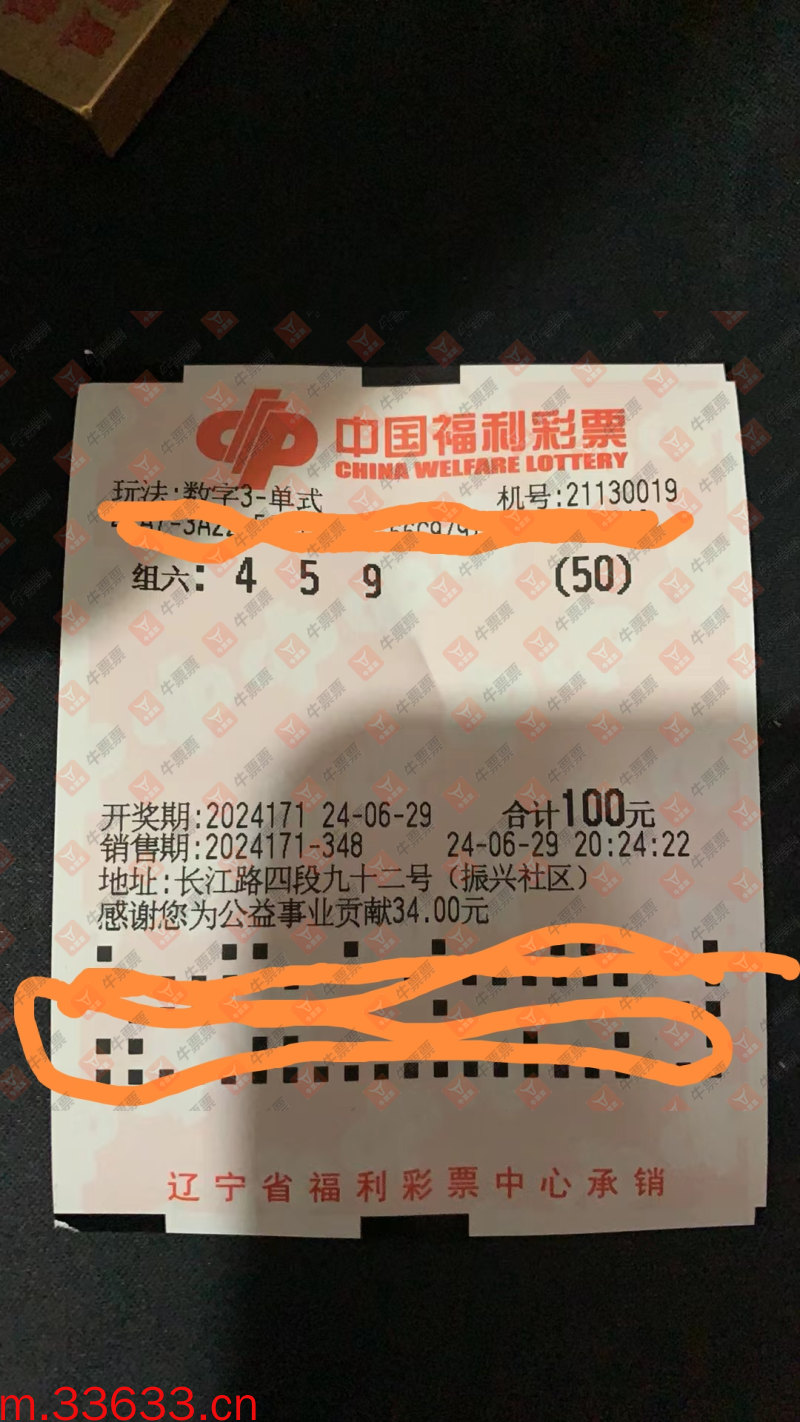 中国福利彩票
CHINA WELFARE LOTTERY
玩法:数字3-单式 机号:21130019
组六: 4 5 9 (50)
开奖期:2024171 24-06-29 合计100元
销售期:2024171-348 24-06-29 20:24:22
地址:长江路四段九十二号（振兴社区）
感谢您为公益事业贡献34.00元
辽宁省福利彩票中心承销
牛票票
m.33633.cn